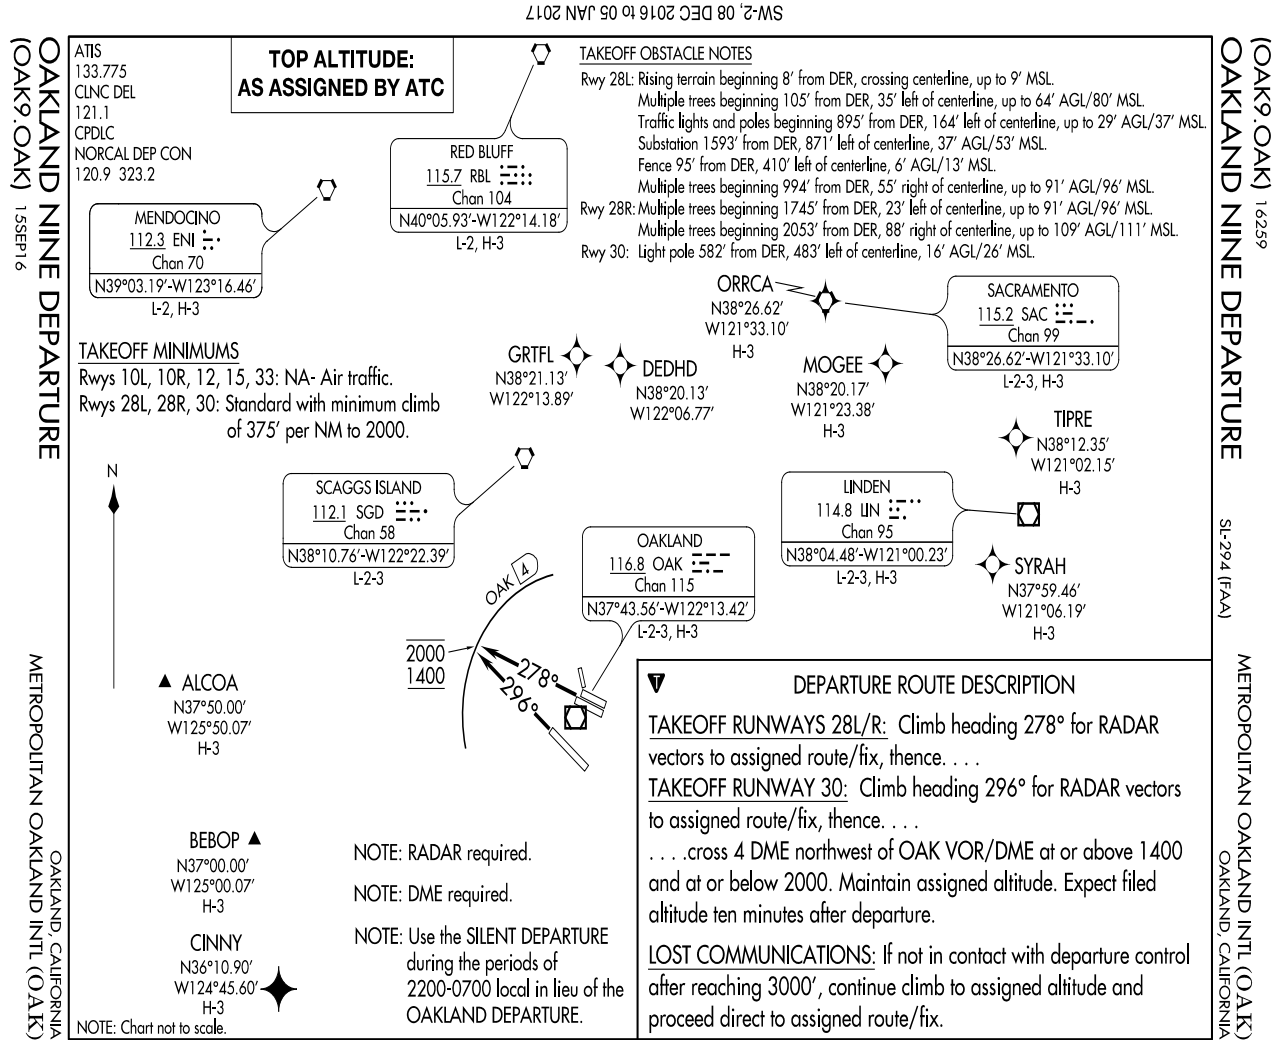 SW-2, 08 DEC 2016 to 05 JAN 2017
(OAK9.OAK) 15SEP16
OAKLAND NINE DEPARTURE
METROPOLITAN OAKLAND INTL (OAK)
OAKLAND, CALIFORNIA
(OAK9.OAK) 16259
OAKLAND NINE DEPARTURE
SL-294 (FAA)
METROPOLITAN OAKLAND INTL (OAK)
OAKLAND, CALIFORNIA
ATIS
133.775
CLNC DEL
121.1
CPDLC
NORCAL DEP CON
120.9 323.2
TOP ALTITUDE:
AS ASSIGNED BY ATC
TAKEOFF OBSTACLE NOTES
Rwy 28L: Rising terrain beginning 8' from DER, crossing centerline, up to 9' MSL.
Multiple trees beginning 105' from DER, 35' left of centerline, up to 64' AGL/80' MSL.
Traffic lights and poles beginning 895' from DER, 164' left of centerline, up to 29' AGL/37' MSL.
Substation 1593' from DER, 871' left of centerline, 37' AGL/53' MSL.
Fence 95' from DER, 410' left of centerline, 6' AGL/13' MSL.
Multiple trees beginning 994' from DER, 55' right of centerline, up to 91' AGL/96' MSL.
Rwy 28R: Multiple trees beginning 1745' from DER, 23' left of centerline, up to 91' AGL/96' MSL.
Multiple trees beginning 2053' from DER, 88' right of centerline, up to 109' AGL/111' MSL.
Rwy 30: Light pole 582' from DER, 483' left of centerline, 16' AGL/26' MSL.
RED BLUFF
115.7 RBL
Chan 104
N40°05.93'-W122°14.18'
L-2, H-3
MENDOCINO
112.3 ENI
Chan 70
N39°03.19'-W123°16.46'
L-2, H-3
TAKEOFF MINIMUMS
Rwys 10L, 10R, 12, 15, 33: NA- Air traffic.
Rwys 28L, 28R, 30: Standard with minimum climb
of 375' per NM to 2000.
ORRCA
N38°26.62'
W121°33.10'
H-3
SACRAMENTO
115.2 SAC
Chan 99
N38°26.62'-W121°33.10'
L-2-3, H-3
GRTFL
N38°21.13'
W122°13.89'
DEDHD
N38°20.13'
W122°06.77'
MOGEE
N38°20.17'
W121°23.38'
H-3
TIPRE
N38°12.35'
W121°02.15'
H-3
N
SCAGGS ISLAND
112.1 SGD
Chan 58
N38°10.76'-W122°22.39'
L-2-3
LINDEN
114.8 LIN
Chan 95
N38°04.48'-W121°00.23'
L-2-3, H-3
OAKLAND
116.8 OAK
Chan 115
N37°43.56'-W122°13.42'
L-2-3, H-3
SYRAH
N37°59.46'
W121°06.19'
H-3
OAK 4
2000
1400
278°
296°
ALCOA
N37°50.00'
W125°50.07'
H-3
BEBOP
N37°00.00'
W125°00.07'
H-3
CINNY
N36°10.90'
W124°45.60'
H-3
NOTE: Chart not to scale.
NOTE: RADAR required.
NOTE: DME required.
NOTE: Use the SILENT DEPARTURE
during the periods of
2200-0700 local in lieu of the
OAKLAND DEPARTURE.
T
DEPARTURE ROUTE DESCRIPTION
TAKEOFF RUNWAYS 28L/R: Climb heading 278° for RADAR
vectors to assigned route/fix, thence. . . .
TAKEOFF RUNWAY 30: Climb heading 296° for RADAR vectors
to assigned route/fix, thence. . . .
. . . .cross 4 DME northwest of OAK VOR/DME at or above 1400
and at or below 2000. Maintain assigned altitude. Expect filed
altitude ten minutes after departure.
LOST COMMUNICATIONS: If not in contact with departure control
after reaching 3000', continue climb to assigned altitude and
proceed direct to assigned route/fix.